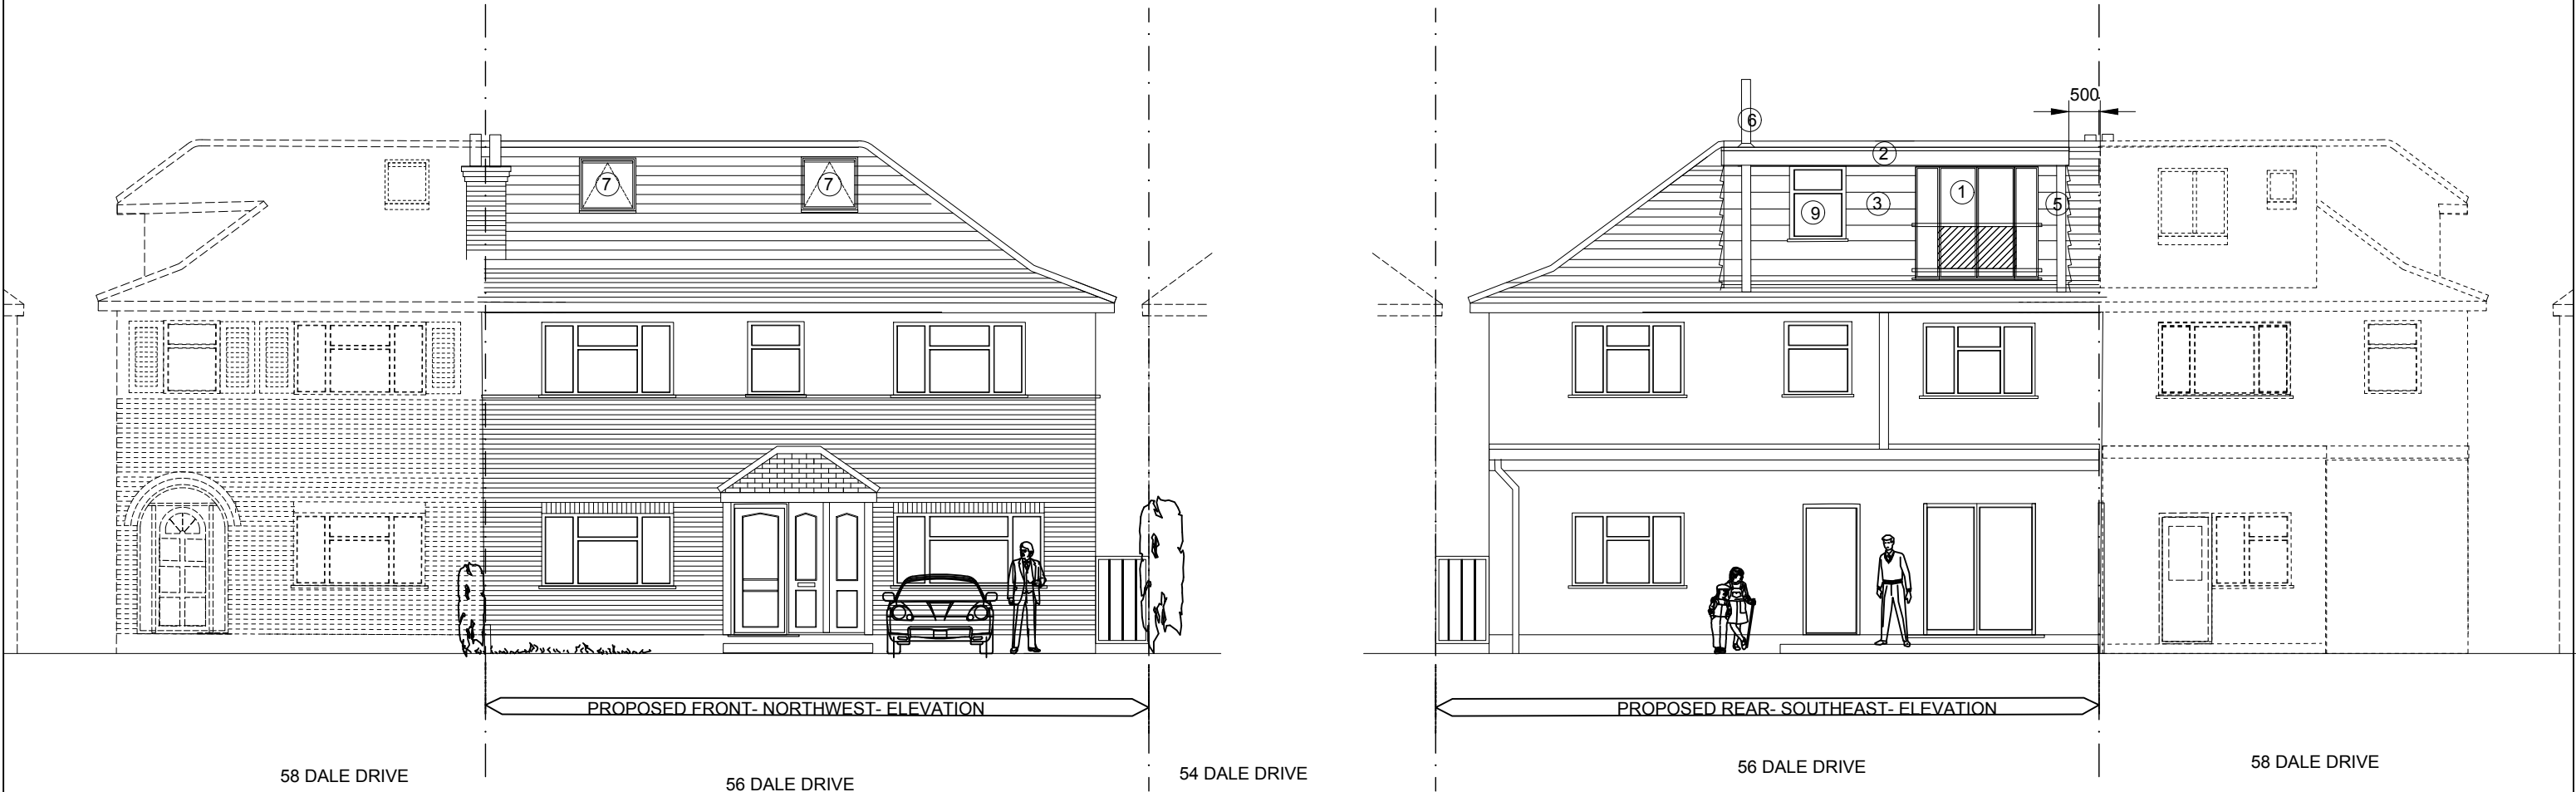 500
6
2
7
7
1
3
5
9
PROPOSED FRONT- NORTHWEST- ELEVATION
PROPOSED REAR- SOUTHEAST- ELEVATION
58 DALE DRIVE
56 DALE DRIVE
54 DALE DRIVE
56 DALE DRIVE
58 DALE DRIVE